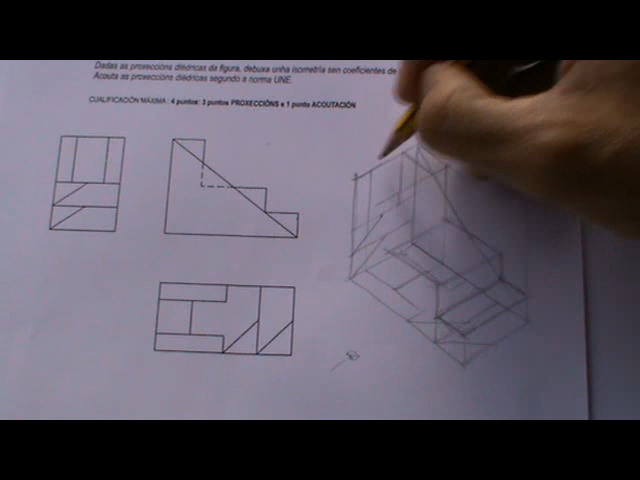 Dadas as proxeccións diédricas da figura, debuxa unha isometría sen coeficientes de
Acouta as proxeccións diédricas segundo a norma UNE.
CUALIFICACIÓN MÁXIMA: 4 puntos: 3 puntos PROXECCIÓNS e 1 punto ACOUTACIÓN